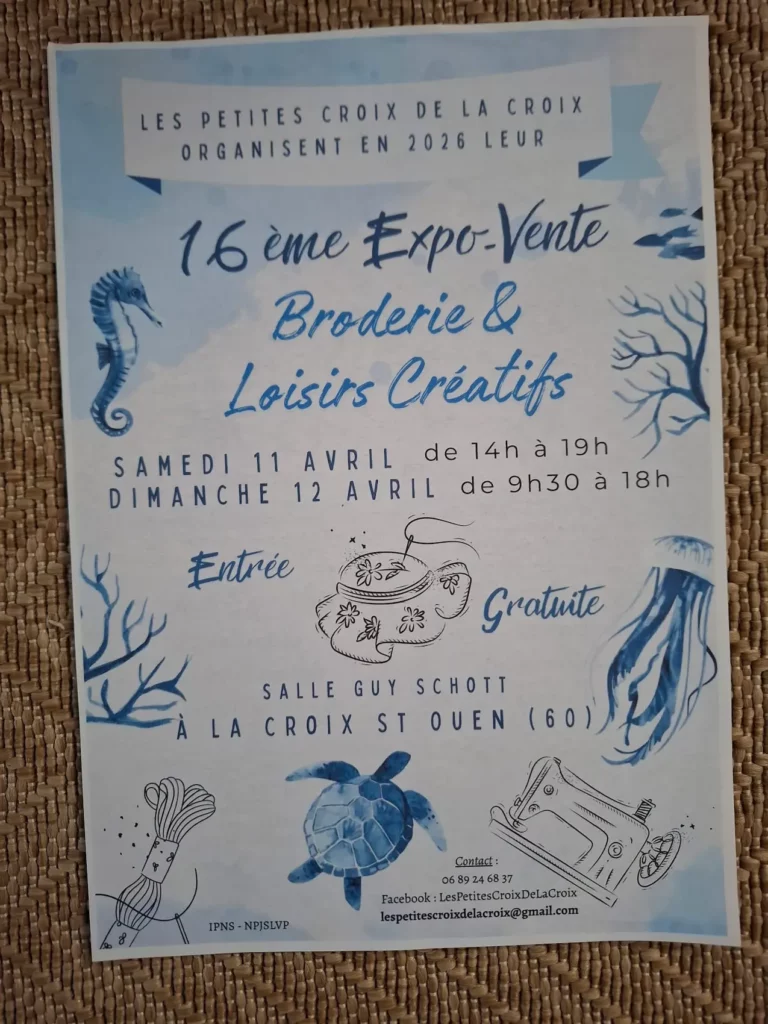 LES PETITES CROIX DE LA CROIX
ORGANISENT EN 2026 LEUR
16ème Expo-Vente
Broderie &
Loisirs Créatifs
SAMEDI 11 AVRIL de 14h à 19h
DIMANCHE 12 AVRIL de 9h30 à 18h
Entrée
Gratuite
SALLE GUY SCHOTT
À LA CROIX ST OUEN (60)
Contact :
06 89 24 68 37
Facebook : LesPetitesCroixDeLaCroix
lespetitescroixdelacroix@gmail.com
IPNS - NPJSLVP